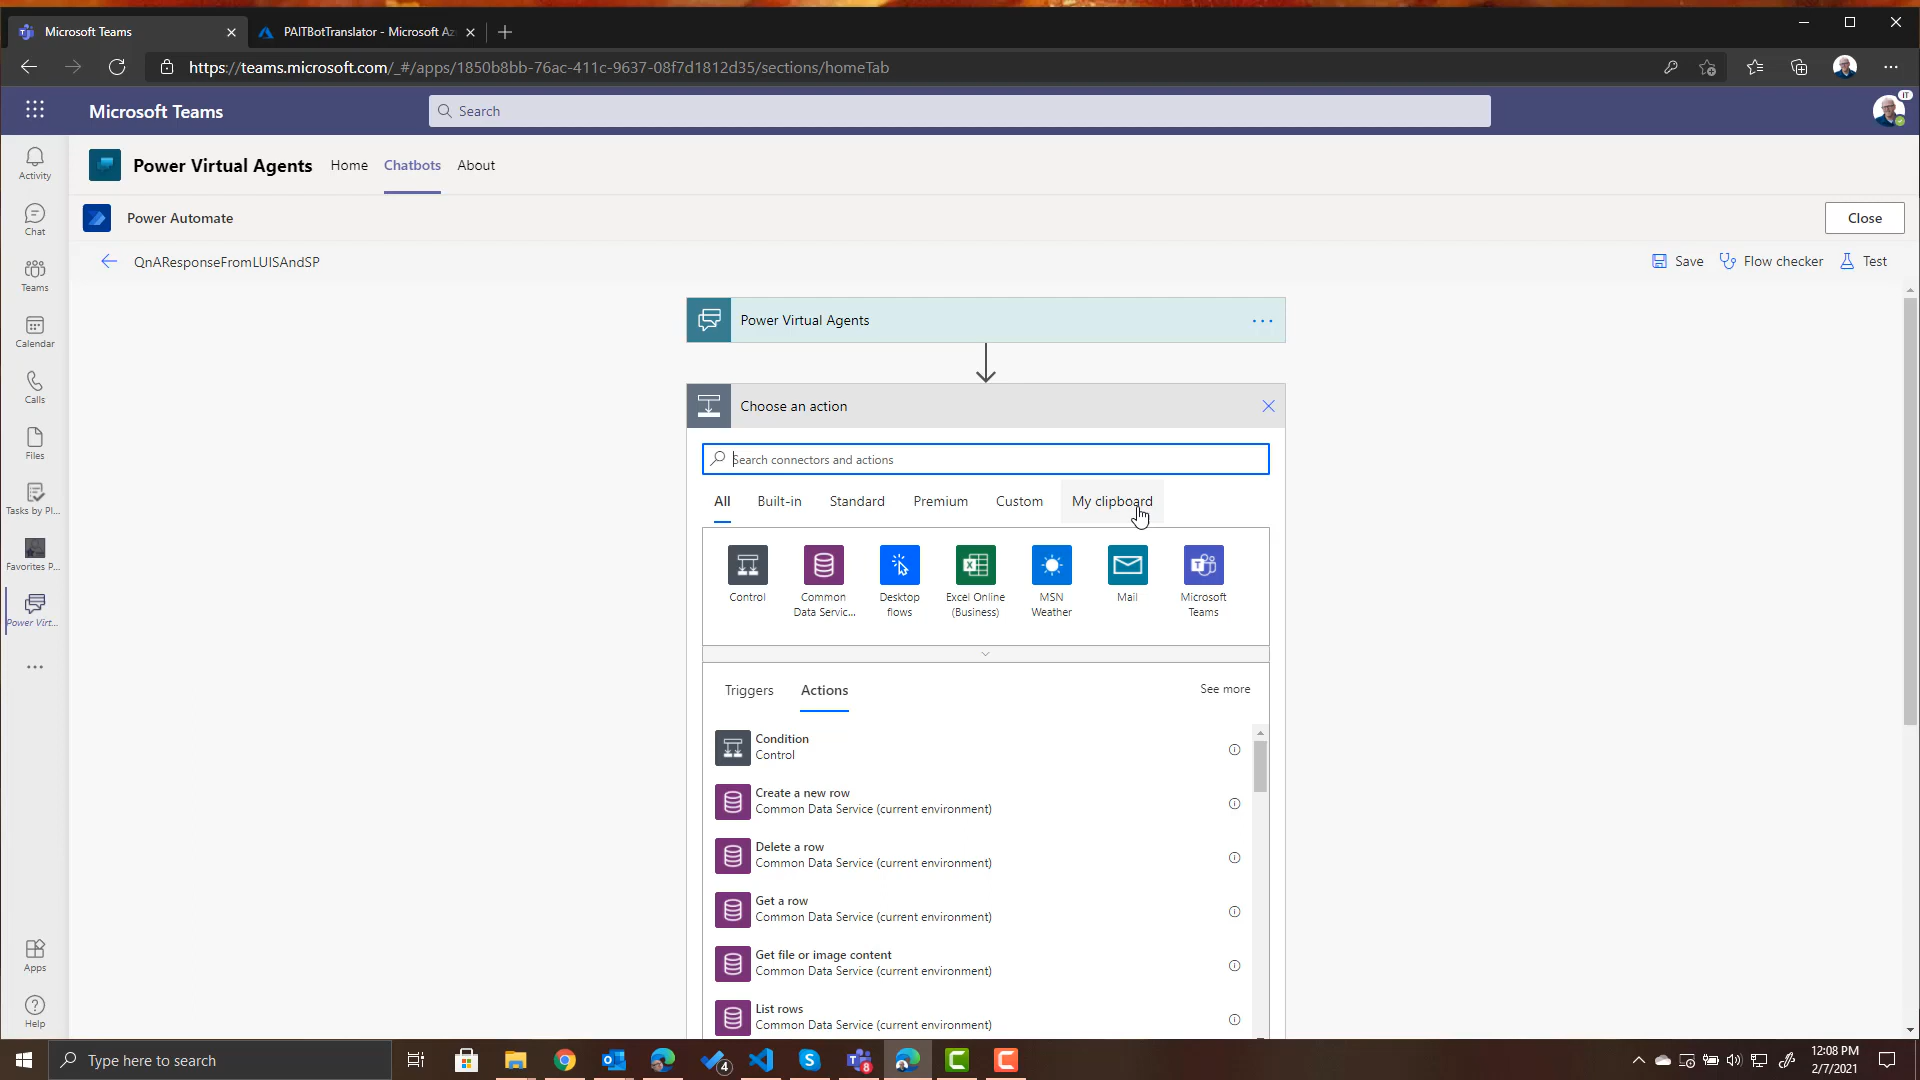 Microsoft Teams
PAITBotTranslator - Microsoft Az
https://teams.microsoft.com/_#/apps/1850b8bb-76ac-411c-9637-08f7d1812d35/sections/homeTab
Microsoft Teams
Search
IT
Power Virtual Agents
Home
Chatbots
About
Power Automate
Close
QnAResponseFromLUISAndSP
Save
Flow checker
Test
Activity
Chat
Teams
Calendar
Calls
Files
Tasks by Pl...
Favorites P...
Power Virt...
Apps
Help
Power Virtual Agents
Choose an action
Search connectors and actions
All
Built-in
Standard
Premium
Custom
My clipboard
Control
Common
Data Servic...
Desktop
flows
Excel Online
(Business)
MSN
Weather
Mail
Microsoft
Teams
Triggers
Actions
See more
Condition
Control
Create a new row
Common Data Service (current environment)
Delete a row
Common Data Service (current environment)
Get a row
Common Data Service (current environment)
Get file or image content
Common Data Service (current environment)
List rows
Common Data Service (current environment)
Type here to search
4
8
12:08 PM
2/7/2021